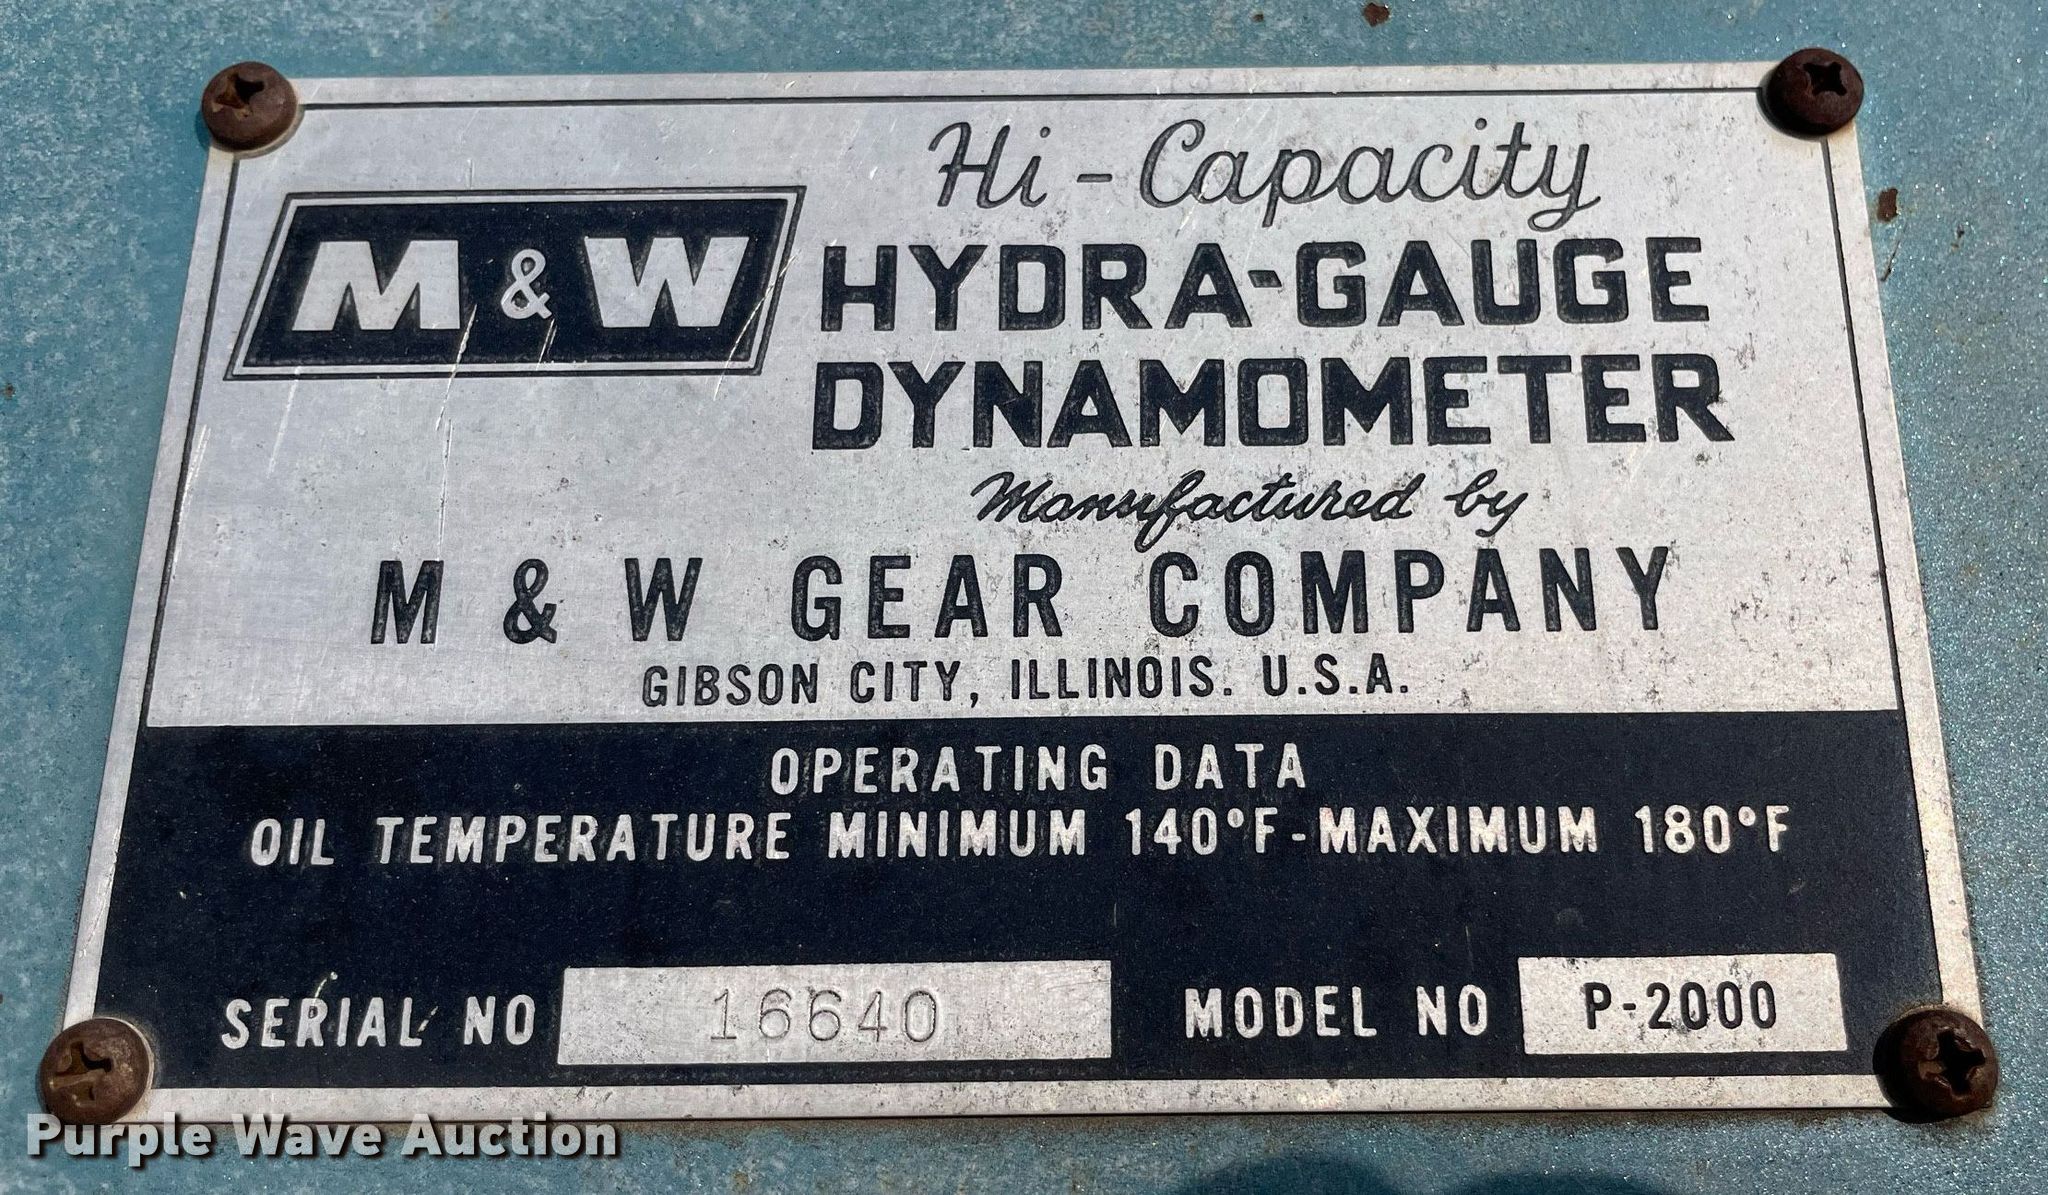 Hi-Capacity
M & W HYDRA-GAUGE
DYNAMOMETER
Manufactured by
M & W GEAR COMPANY
GIBSON CITY, ILLINOIS. U.S.A.
OPERATING DATA
OIL TEMPERATURE MINIMUM 140°F-MAXIMUM 180°F
SERIAL NO 16640 MODEL NO P-2000
Purple Wave Auction